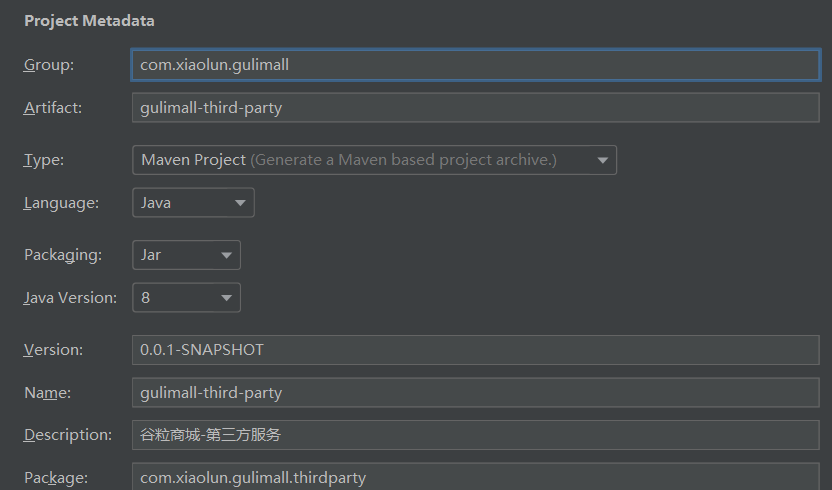 Project Metadata
Group: com.xiaolun.gulimall
Artifact: gulimall-third-party
Type: Maven Project (Generate a Maven based project archive.)
Language: Java
Packaging: Jar
Java Version: 8
Version: 0.0.1-SNAPSHOT
Name: gulimall-third-party
Description: 谷粒商城-第三方服务
Package: com.xiaolun.gulimall.thirdparty